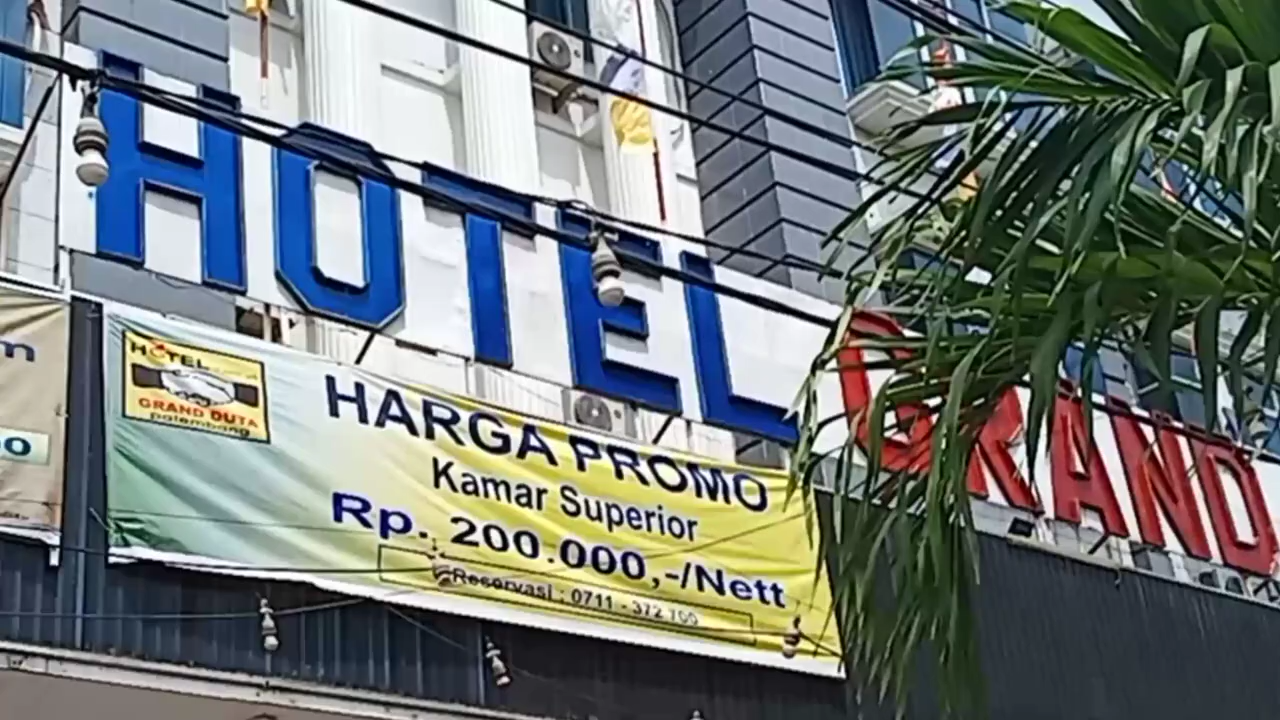 HOTEL
GRAND
HOTEL
GRAND DUTA
palembang
HARGA PROMO
Kamar Superior
Rp. 200.000,-/Nett
Reservasi : 0711 - 372 100
m